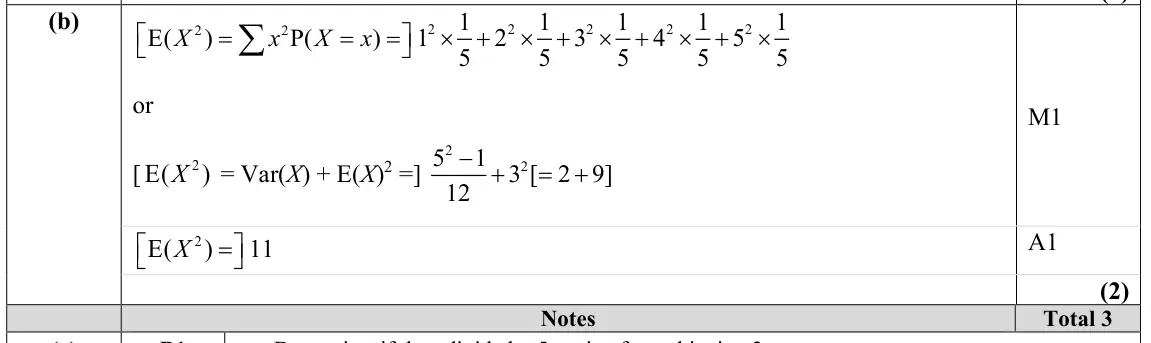 (b)
[E(X²) = ∑x²P(X = x) =] 1² × 1/5 + 2² × 1/5 + 3² × 1/5 + 4² × 1/5 + 5² × 1/5
or
M1
[E(X²) = Var(X) + E(X)² =] (5² − 1)/12 + 3² [= 2 + 9]
[E(X²) =] 11
A1
(2)
Notes
Total 3